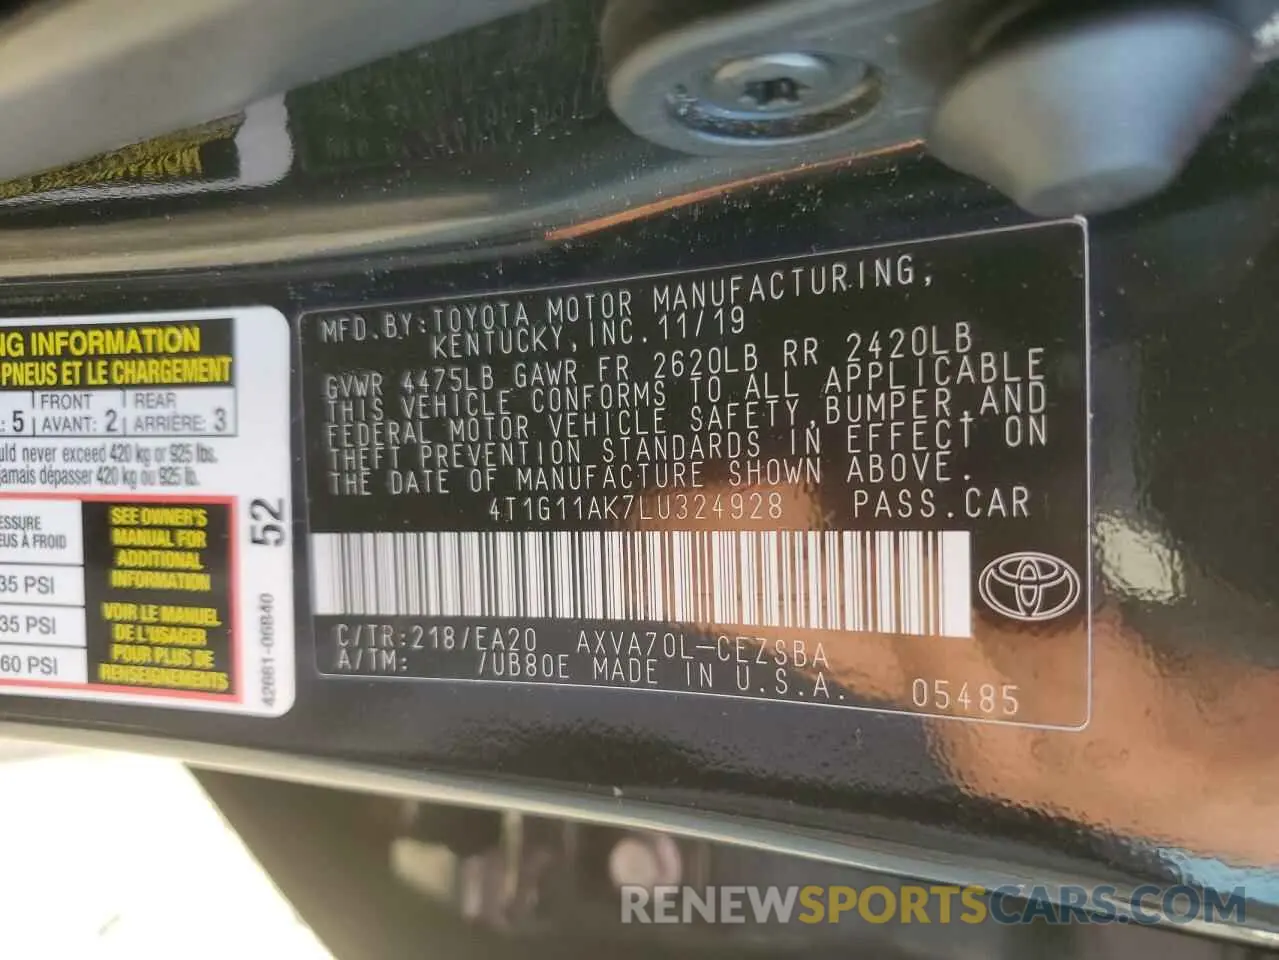 NG INFORMATION
PNEUS ET LE CHARGEMENT
: 5 | FRONT | REAR
AVANT: 2 | ARRIÈRE: 3
uld never exceed 420 kg or 925 lbs.
jamais dépasser 420 kg ou 925 lb.
ESSURE
EUS À FROID
35 PSI
35 PSI
60 PSI
SEE OWNER'S
MANUAL FOR
ADDITIONAL
INFORMATION
VOIR LE MANUEL
DE L'USAGER
POUR PLUS DE
RENSEIGNEMENTS
52
42661-06B40
MFD.BY:TOYOTA MOTOR MANUFACTURING,
KENTUCKY,INC.11/19
GVWR 4475LB GAWR FR 2620LB RR 2420LB
THIS VEHICLE CONFORMS TO ALL APPLICABLE
FEDERAL MOTOR VEHICLE SAFETY,BUMPER,AND
THEFT PREVENTION STANDARDS IN EFFECT ON
THE DATE OF MANUFACTURE SHOWN ABOVE.
4T1G11AK7LU324928 PASS.CAR
C/TR:218/EA20 AXVA70L-CEZSBA
A/TM: /UB80E MADE IN U.S.A. 05485
RENEWSPORTSCARS.COM